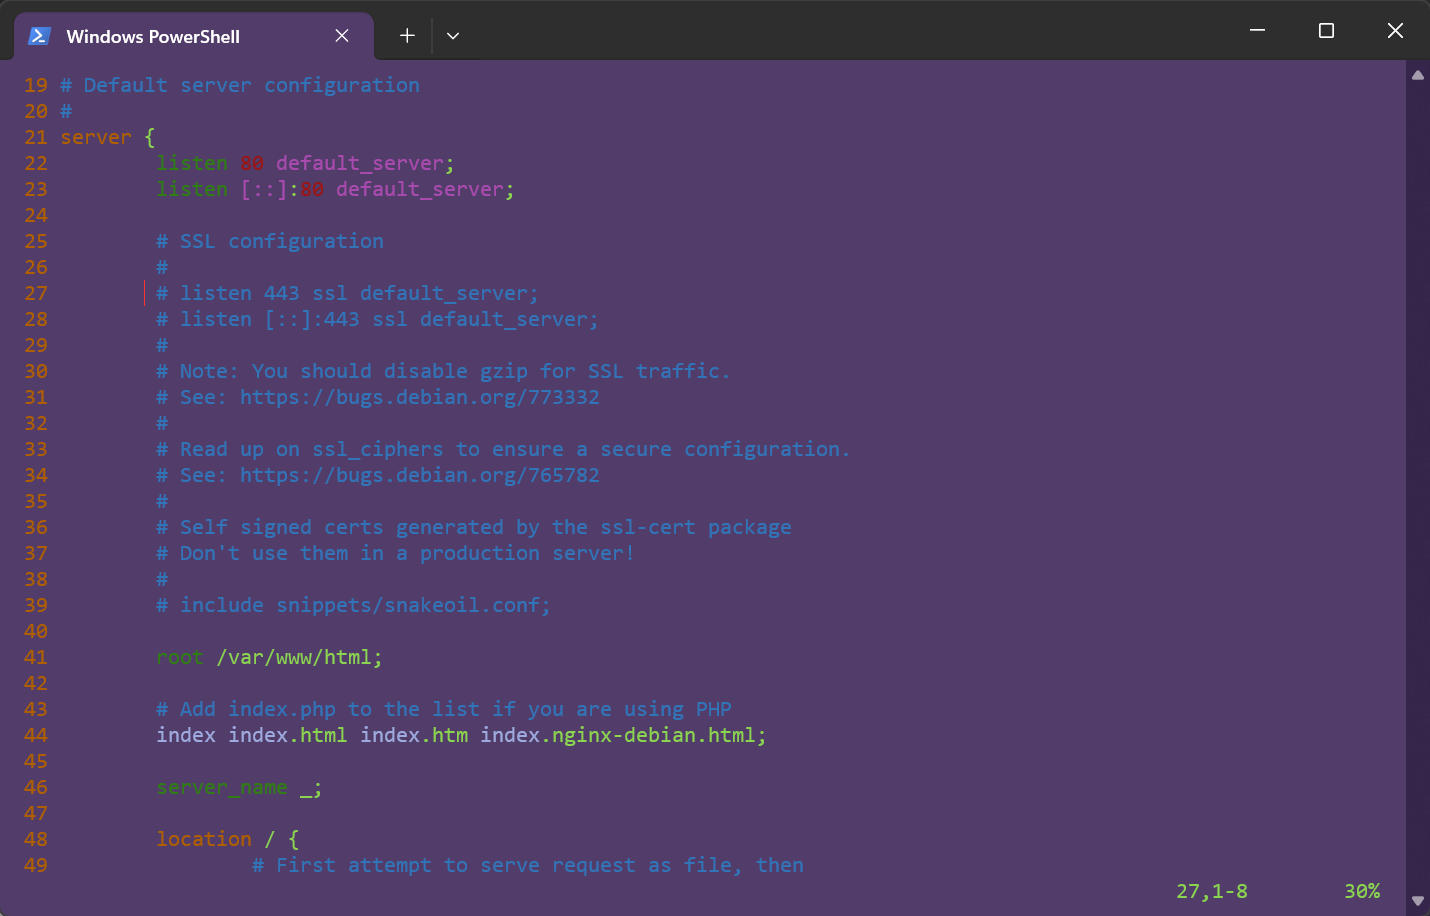 Windows PowerShell
19 # Default server configuration
20 #
21 server {
22         listen 80 default_server;
23         listen [::]:80 default_server;
24
25         # SSL configuration
26         #
27         # listen 443 ssl default_server;
28         # listen [::]:443 ssl default_server;
29         #
30         # Note: You should disable gzip for SSL traffic.
31         # See: https://bugs.debian.org/773332
32         #
33         # Read up on ssl_ciphers to ensure a secure configuration.
34         # See: https://bugs.debian.org/765782
35         #
36         # Self signed certs generated by the ssl-cert package
37         # Don't use them in a production server!
38         #
39         # include snippets/snakeoil.conf;
40
41         root /var/www/html;
42
43         # Add index.php to the list if you are using PHP
44         index index.html index.htm index.nginx-debian.html;
45
46         server_name _;
47
48         location / {
49                 # First attempt to serve request as file, then
27,1-8        30%